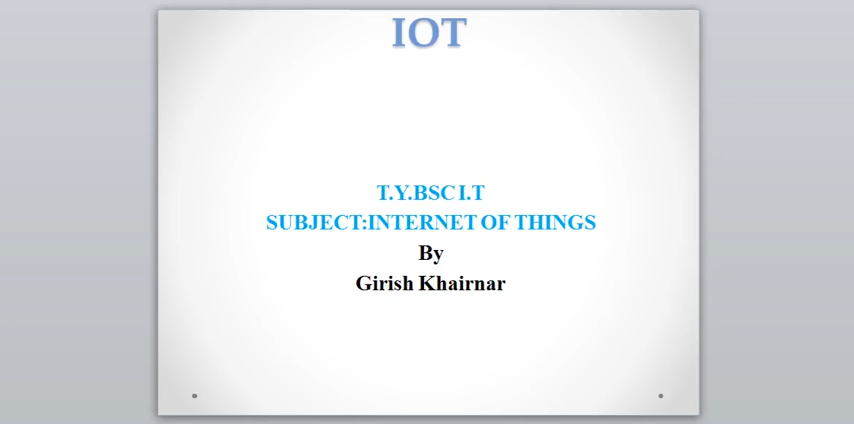 IOT
T.Y.BSC I.T
SUBJECT:INTERNET OF THINGS
By
Girish Khairnar